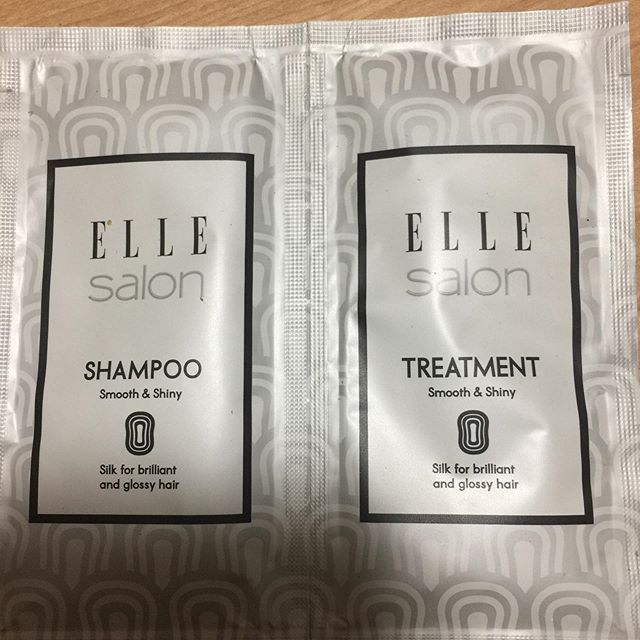 ELLE
salon
SHAMPOO
Smooth & Shiny
Silk for brilliant
and glossy hair
ELLE
salon
TREATMENT
Smooth & Shiny
Silk for brilliant
and glossy hair